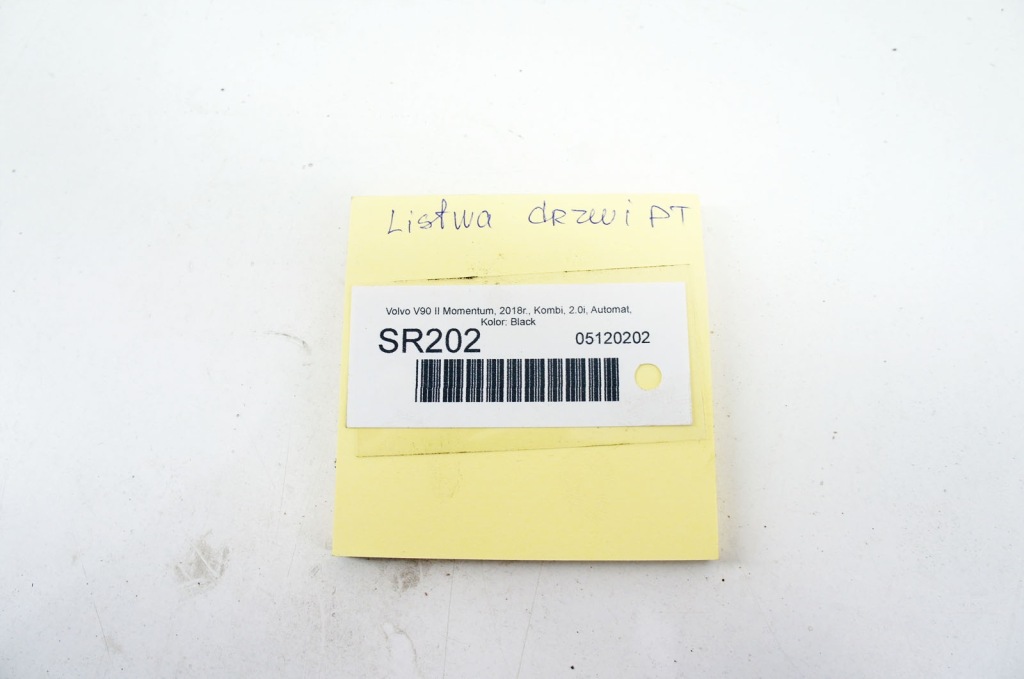 Listwa drzwi PT
Volvo V90 II Momentum, 2018r., Kombi, 2.0i, Automat,
Kolor: Black
SR202
05120202